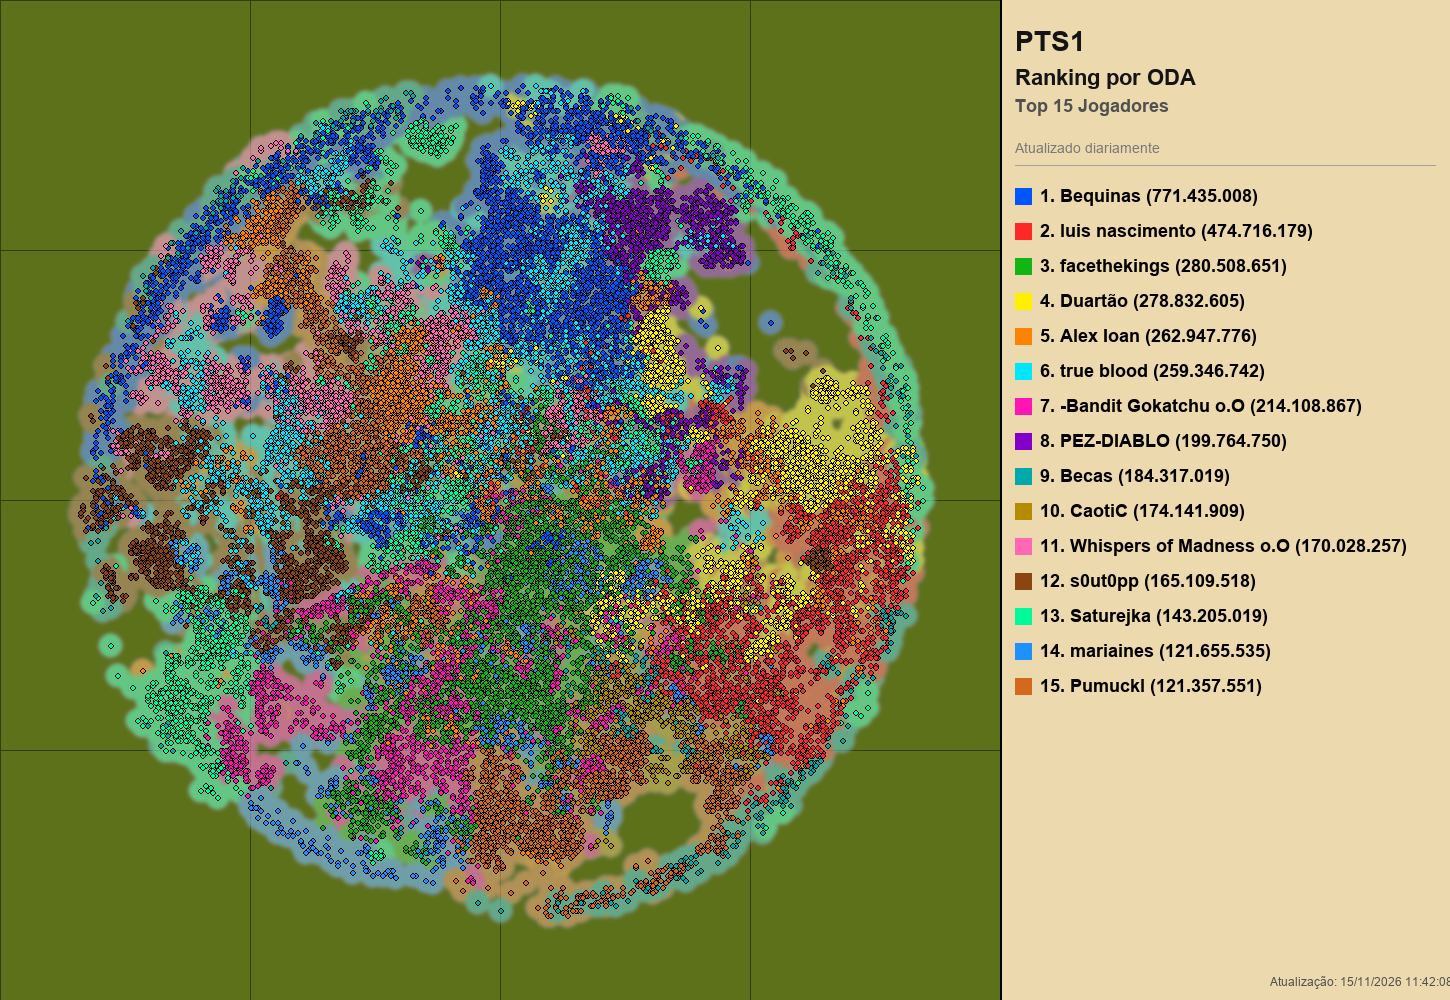 PTS1
Ranking por ODA
Top 15 Jogadores
Atualizado diariamente
1. Bequinas (771.435.008)
2. luis nascimento (474.716.179)
3. facethekings (280.508.651)
4. Duartão (278.832.605)
5. Alex loan (262.947.776)
6. true blood (259.346.742)
7. -Bandit Gokatchu o.O (214.108.867)
8. PEZ-DIABLO (199.764.750)
9. Becas (184.317.019)
10. CaotiC (174.141.909)
11. Whispers of Madness o.O (170.028.257)
12. s0ut0pp (165.109.518)
13. Saturejka (143.205.019)
14. mariaines (121.655.535)
15. Pumuckl (121.357.551)
Atualização: 15/11/2026 11:42:08